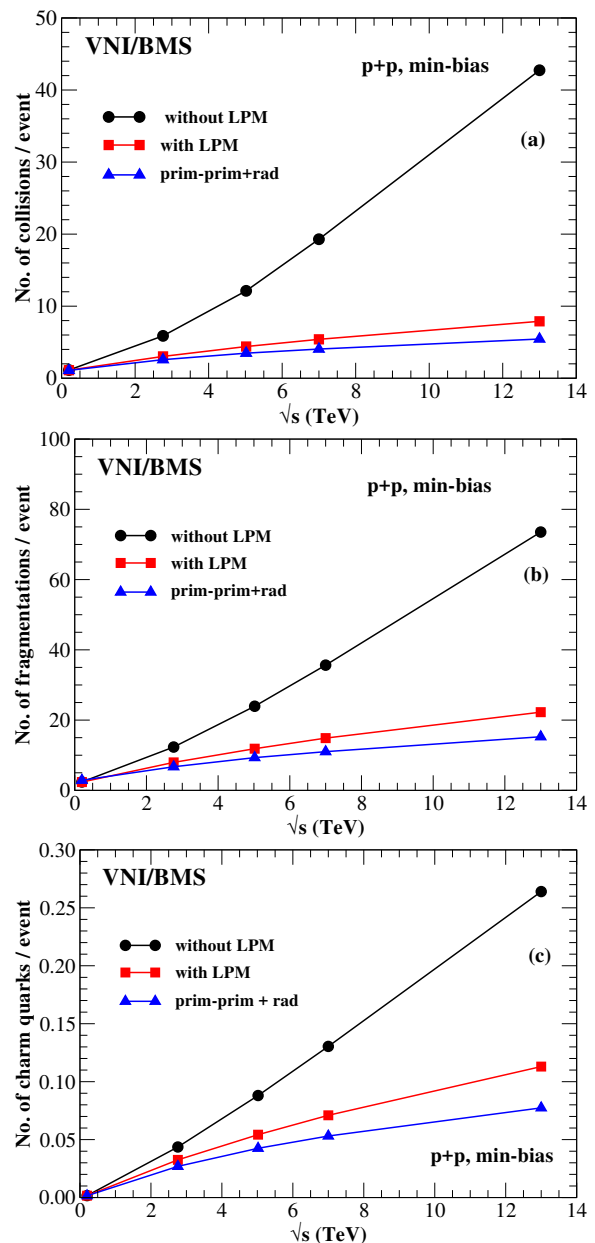 VNI/BMS
p+p, min-bias
without LPM
with LPM
prim-prim+rad
(a)
No. of collisions / event
50
40
30
20
10
0
0 2 4 6 8 10 12 14
√s (TeV)
VNI/BMS
p+p, min-bias
without LPM
with LPM
prim-prim+rad
(b)
No. of fragmentations / event
100
80
60
40
20
0
0 2 4 6 8 10 12 14
√s (TeV)
VNI/BMS
without LPM
with LPM
prim-prim + rad
(c)
p+p, min-bias
No. of charm quarks / event
0.30
0.25
0.20
0.15
0.10
0.05
0.00
0 2 4 6 8 10 12 14
√s (TeV)